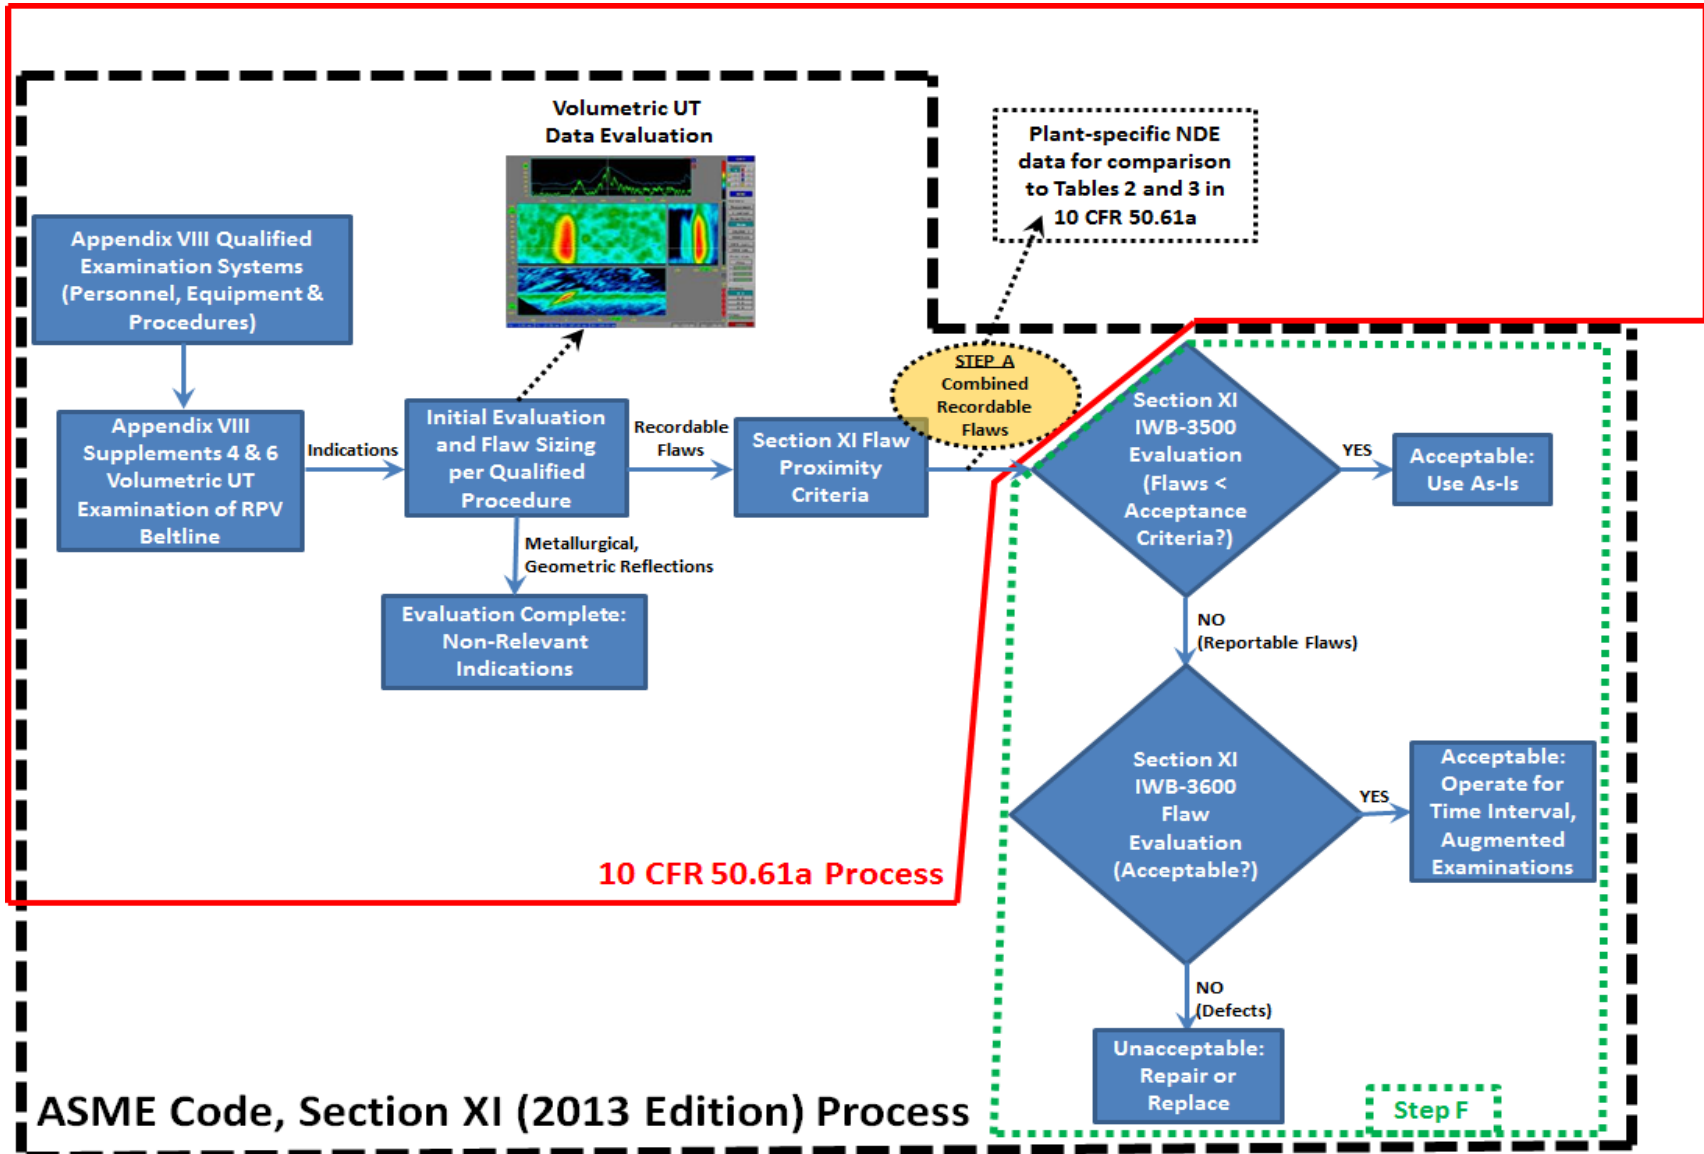 Volumetric UT
Data Evaluation
Plant-specific NDE
data for comparison
to Tables 2 and 3 in
10 CFR 50.61a
Appendix VIII Qualified
Examination Systems
(Personnel, Equipment &
Procedures)
Appendix VIII
Supplements 4 & 6
Volumetric UT
Examination of RPV
Beltline
Indications
Initial Evaluation
and Flaw Sizing
per Qualified
Procedure
Recordable
Flaws
Section XI Flaw
Proximity
Criteria
STEP A
Combined
Recordable
Flaws
Section XI
IWB-3500
Evaluation
(Flaws <
Acceptance
Criteria?)
YES
Acceptable:
Use As-Is
Metallurgical,
Geometric Reflections
Evaluation Complete:
Non-Relevant
Indications
NO
(Reportable Flaws)
Section XI
IWB-3600
Flaw
Evaluation
(Acceptable?)
YES
Acceptable:
Operate for
Time Interval,
Augmented
Examinations
10 CFR 50.61a Process
NO
(Defects)
Unacceptable:
Repair or
Replace
Step F
ASME Code, Section XI (2013 Edition) Process